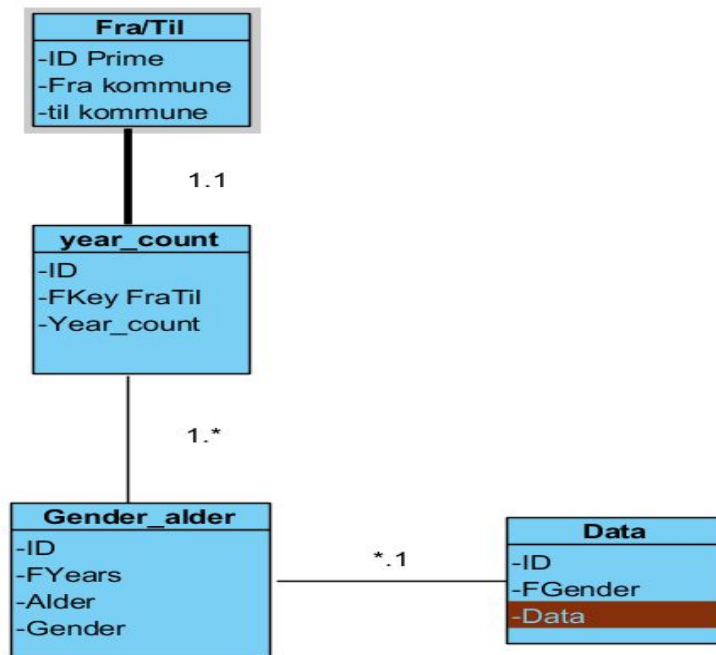 Fra/Til
-ID Prime
-Fra kommune
-til kommune
1.1
year_count
-ID
-FKey FraTil
-Year_count
1.*
Gender_alder
-ID
-FYears
-Alder
-Gender
*.1
Data
-ID
-FGender
-Data